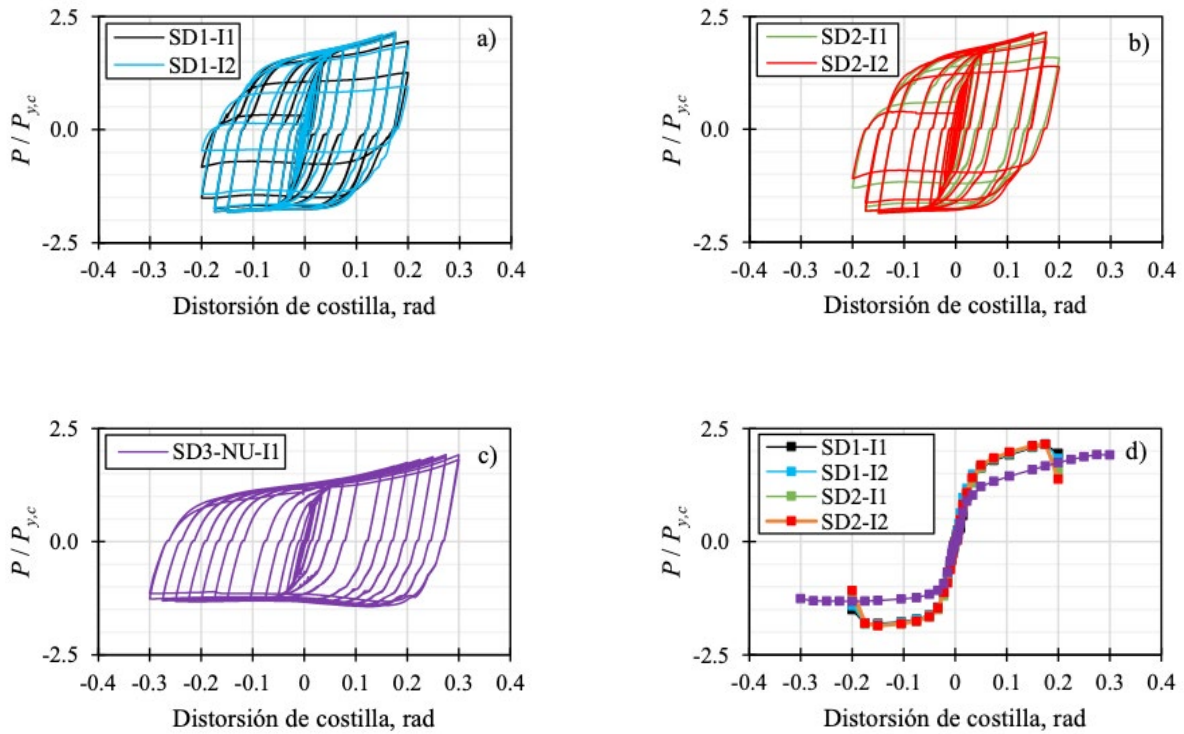 2.5
0.0
-2.5
P / Py,c
SD1-I1
SD1-I2
a)
-0.4 -0.3 -0.2 -0.1 0 0.1 0.2 0.3 0.4
Distorsión de costilla, rad
2.5
0.0
-2.5
P / Py,c
SD2-I1
SD2-I2
b)
-0.4 -0.3 -0.2 -0.1 0 0.1 0.2 0.3 0.4
Distorsión de costilla, rad
2.5
0.0
-2.5
P / Py,c
SD3-NU-I1
c)
-0.4 -0.3 -0.2 -0.1 0 0.1 0.2 0.3 0.4
Distorsión de costilla, rad
2.5
0.0
-2.5
P / Py,c
SD1-I1
SD1-I2
SD2-I1
SD2-I2
d)
-0.4 -0.3 -0.2 -0.1 0 0.1 0.2 0.3 0.4
Distorsión de costilla, rad